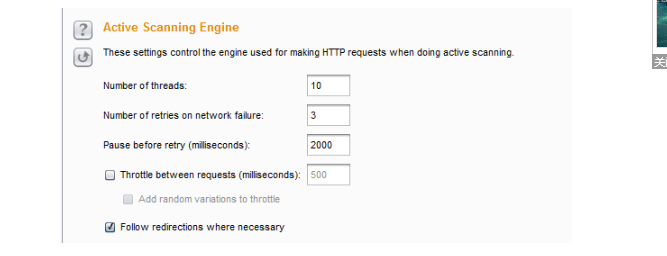 Active Scanning Engine
These settings control the engine used for making HTTP requests when doing active scanning.
Number of threads: 10
Number of retries on network failure: 3
Pause before retry (milliseconds): 2000
Throttle between requests (milliseconds): 500
Add random variations to throttle
Follow redirections where necessary
关